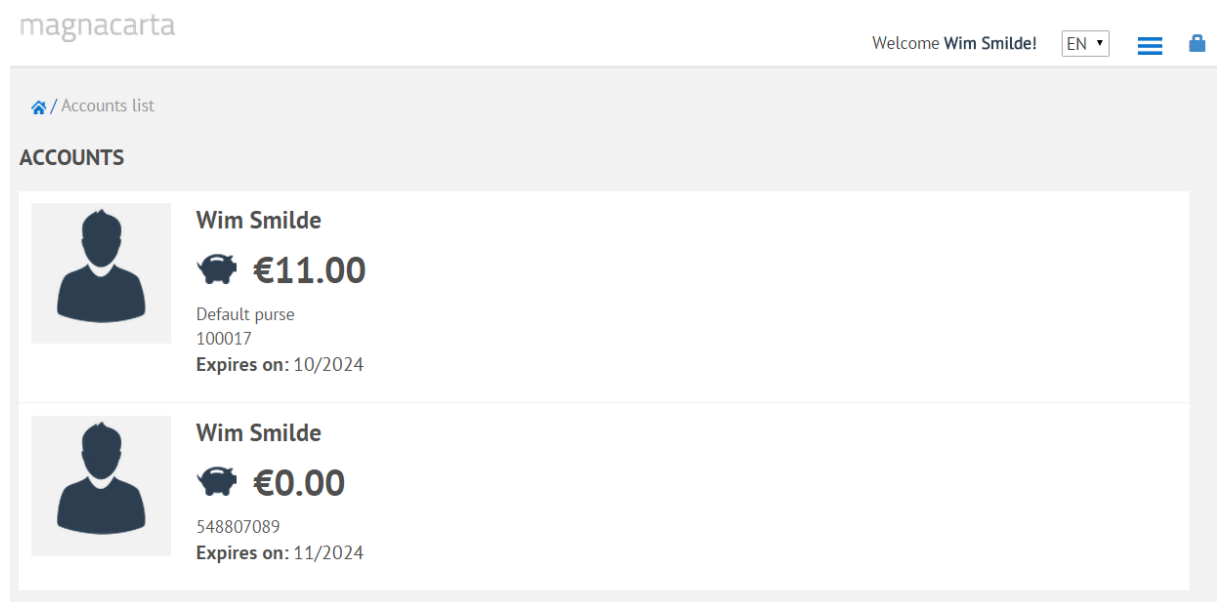 magnacarta
Welcome Wim Smilde!
EN
/ Accounts list
ACCOUNTS
Wim Smilde
€11.00
Default purse
100017
Expires on: 10/2024
Wim Smilde
€0.00
548807089
Expires on: 11/2024